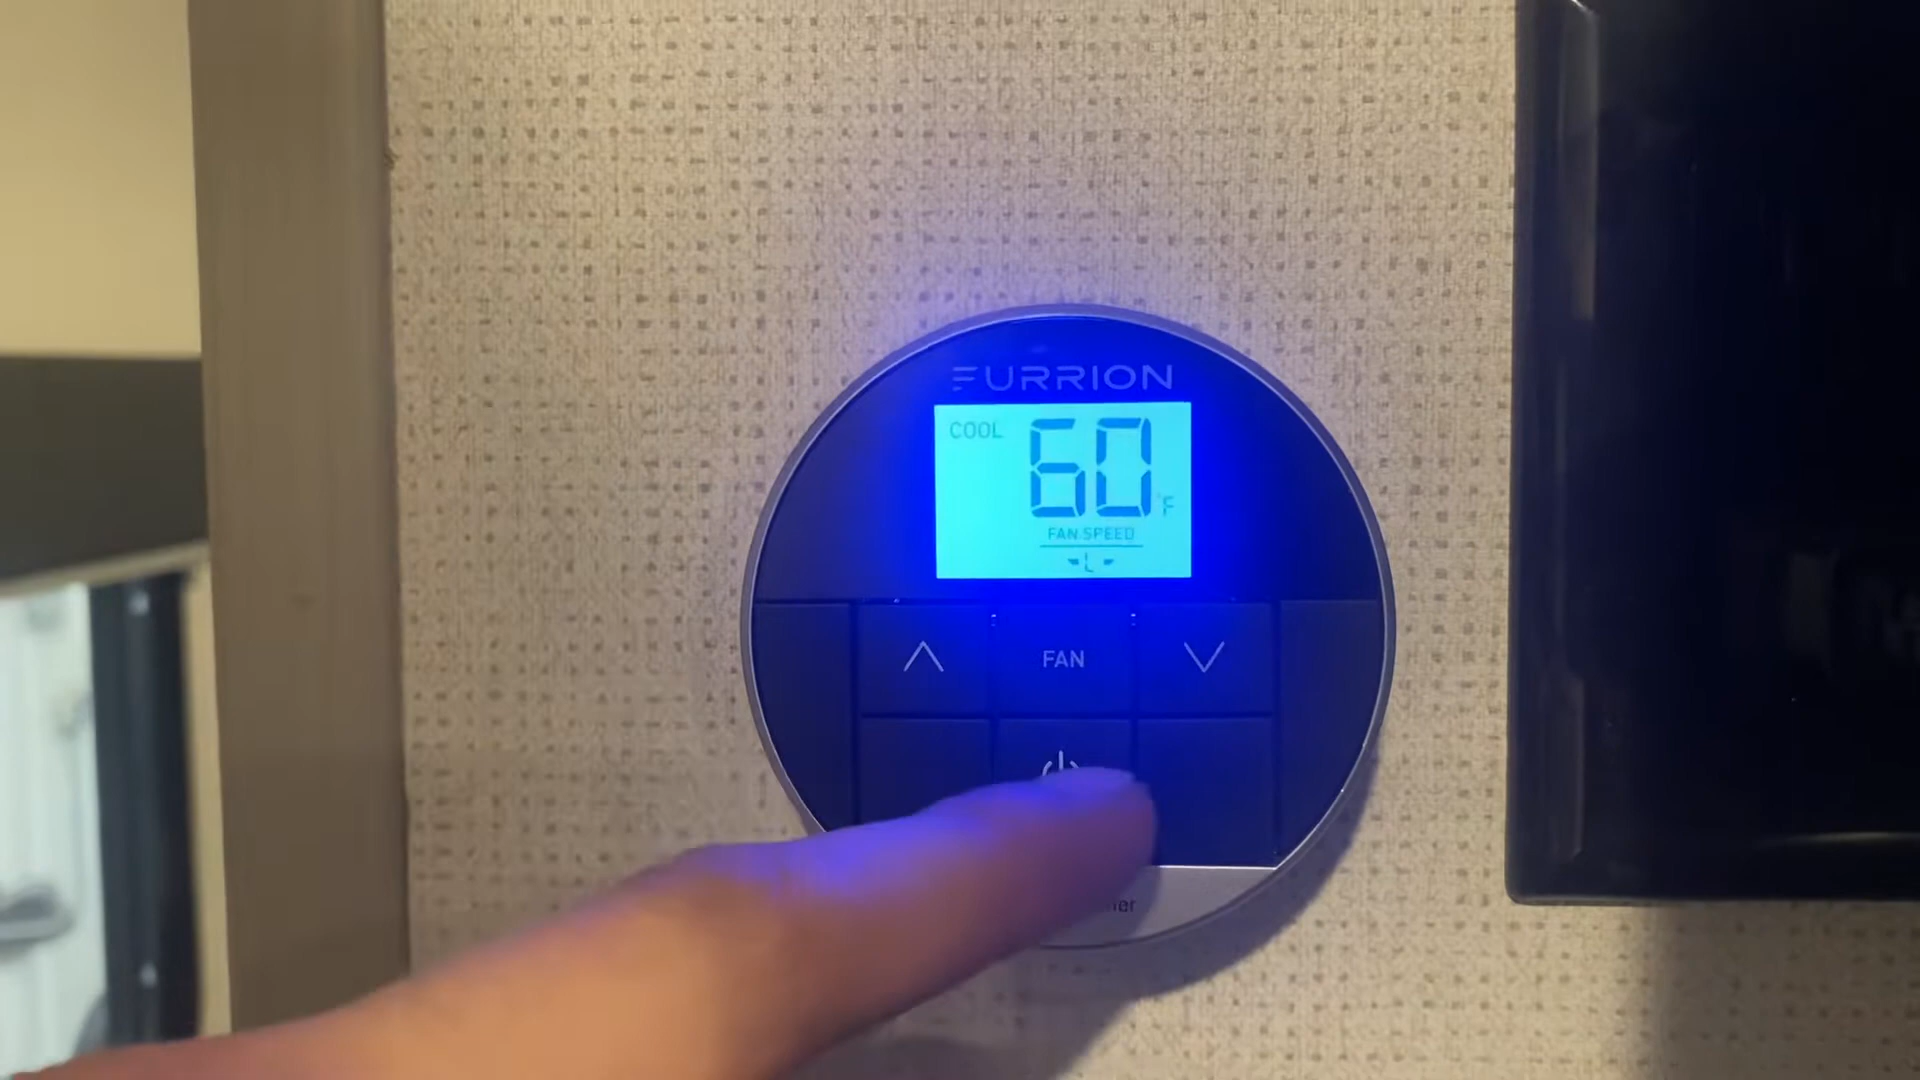 FURRION
COOL
60°F
FAN SPEED
L
FAN